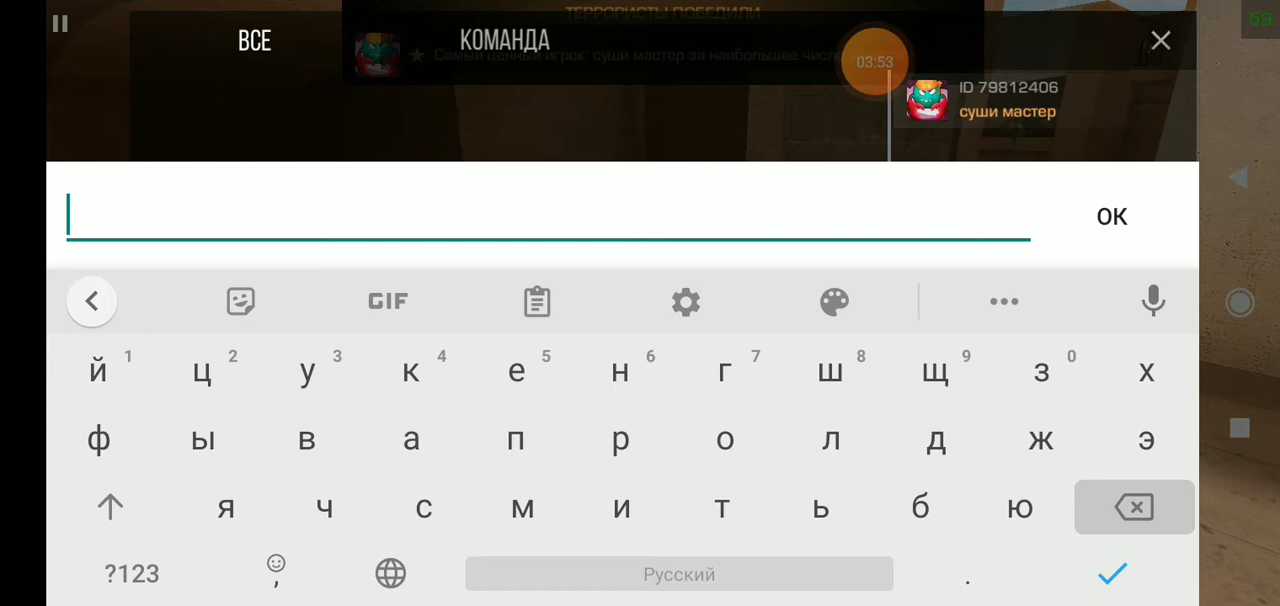 ТЕРРОРИСТЫ ПОБЕДИЛИ
59
ВСЕ
КОМАНДА
Самый ценный игрок: суши мастер за наибольшее число
03:53
ID 79812406
суши мастер
ОК
GIF
й 1 ц 2 у 3 к 4 е 5 н 6 г 7 ш 8 щ 9 з 0 х
ф ы в а п р о л д ж э
я ч с м и т ь б ю
?123 , Русский .